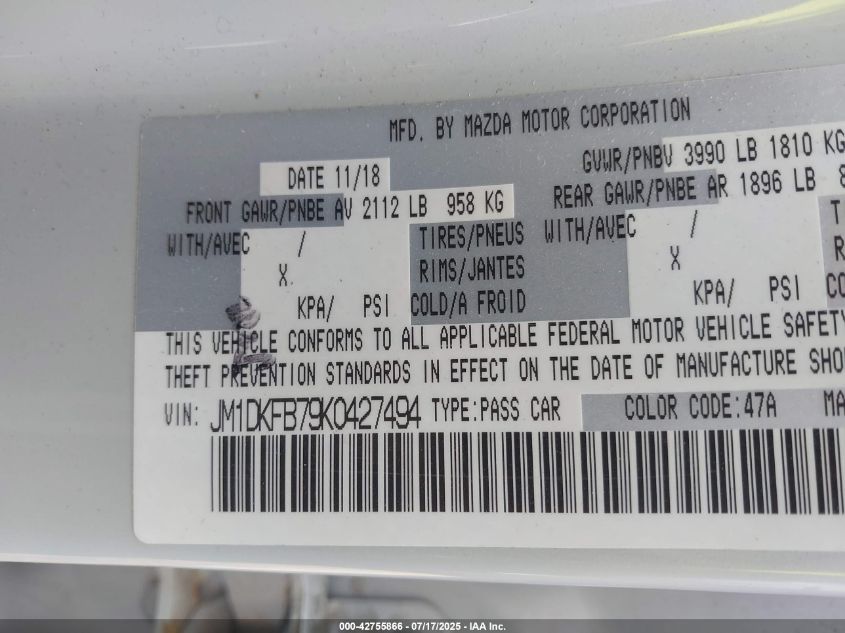 MFD. BY MAZDA MOTOR CORPORATION
DATE 11/18
GVWR/PNBV 3990 LB 1810 KG
FRONT GAWR/PNBE AV 2112 LB 958 KG
REAR GAWR/PNBE AR 1896 LB
WITH/AVEC / TIRES/PNEUS WITH/AVEC /
X RIMS/JANTES X
KPA/ PSI COLD/A FROID KPA/ PSI
THIS VEHICLE CONFORMS TO ALL APPLICABLE FEDERAL MOTOR VEHICLE SAFETY
THEFT PREVENTION STANDARDS IN EFFECT ON THE DATE OF MANUFACTURE SHO
VIN: JM1DKFB79K0427494 TYPE:PASS CAR COLOR CODE:47A MA
000-42755866 - 07/17/2025 - IAA Inc.